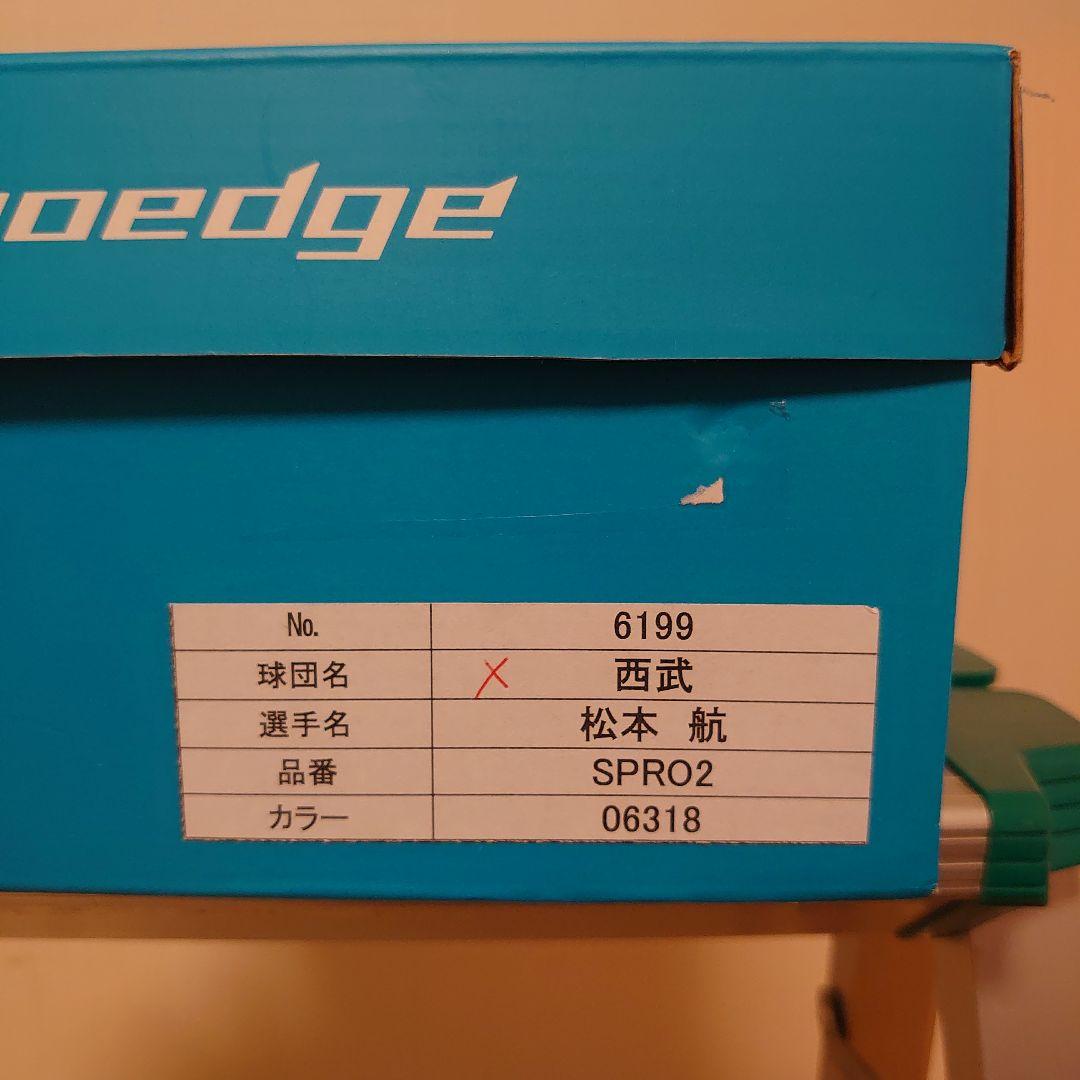 oedge
No. 6199
球団名 × 西武
選手名 松本 航
品番 SPRO2
カラー 06318